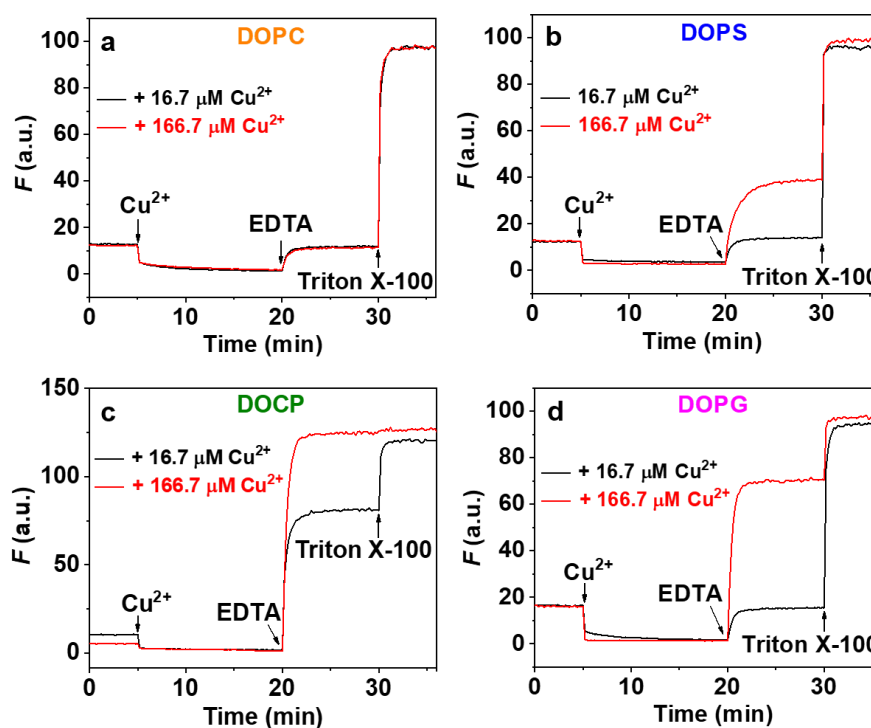 a
DOPC
+ 16.7 μM Cu²⁺
+ 166.7 μM Cu²⁺
Cu²⁺
EDTA
Triton X-100
F (a.u.)
100
80
60
40
20
0
0 10 20 30
Time (min)
b
DOPS
16.7 μM Cu²⁺
166.7 μM Cu²⁺
Cu²⁺
EDTA
Triton X-100
F (a.u.)
100
80
60
40
20
0
0 10 20 30
Time (min)
c
DOCP
+ 16.7 μM Cu²⁺
+ 166.7 μM Cu²⁺
Cu²⁺
EDTA
Triton X-100
F (a.u.)
150
100
50
0
0 10 20 30
Time (min)
d
DOPG
+ 16.7 μM Cu²⁺
+ 166.7 μM Cu²⁺
Cu²⁺
EDTA
Triton X-100
F (a.u.)
100
80
60
40
20
0
0 10 20 30
Time (min)